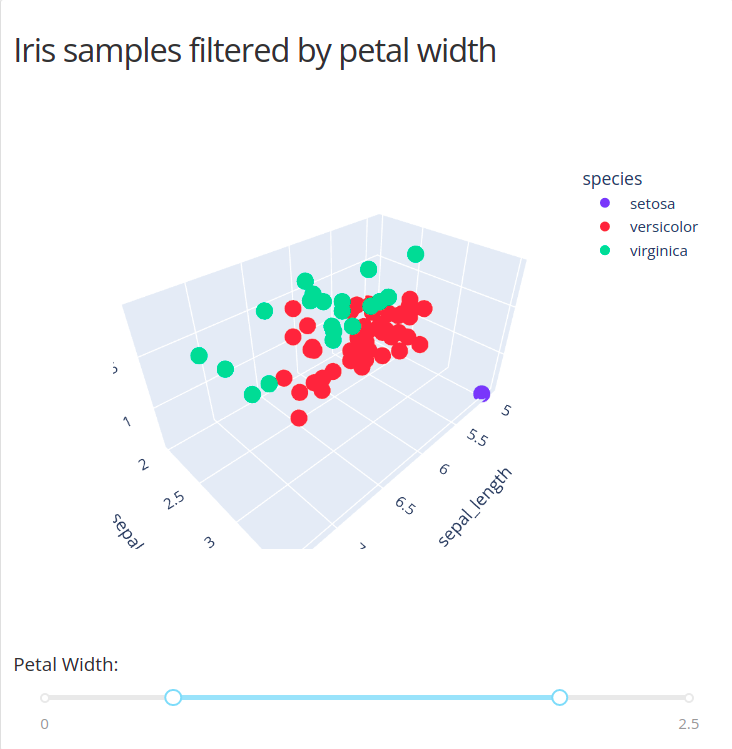 Iris samples filtered by petal width
species
setosa
versicolor
virginica
1
2
2.5
3
5
5.5
6
6.5
sepal_length
Petal Width:
0
2.5